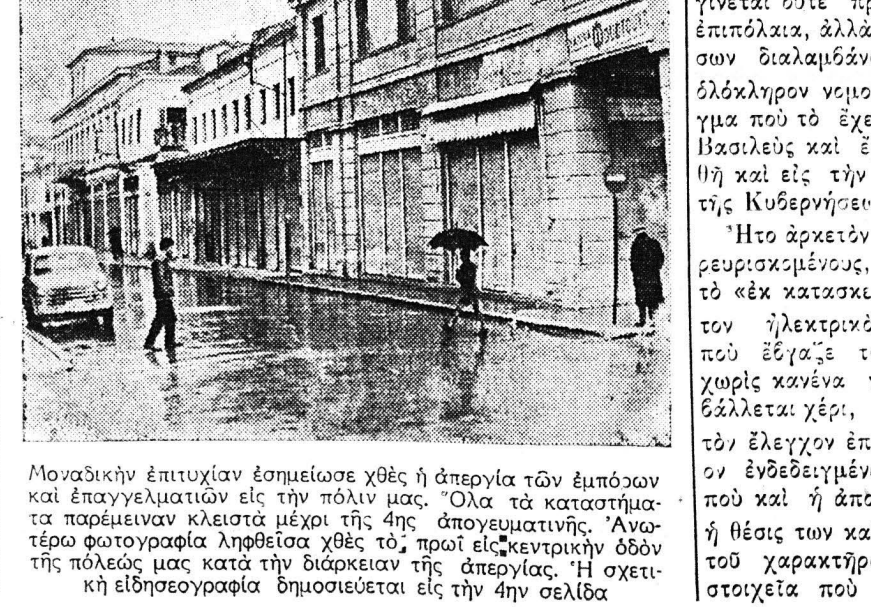 Μοναδικὴν ἐπιτυχίαν ἐσημείωσε χθὲς ἡ ἀπεργία τῶν ἐμπόρων
καὶ ἐπαγγελματιῶν εἰς τὴν πόλιν μας. Ὅλα τὰ καταστήμα-
τα παρέμειναν κλειστὰ μέχρι τῆς 4ης ἀπογευματινῆς. Ἀνω-
τέρω φωτογραφία ληφθεῖσα χθὲς τὸ πρωῒ εἰς κεντρικὴν ὁδὸν
τῆς πόλεώς μας κατὰ τὴν διάρκειαν τῆς ἀπεργίας. Ἡ σχετι-
κὴ εἰδησεογραφία δημοσιεύεται εἰς τὴν 4ην σελίδα
γίνεται οὔτε
ἐπιπόλαια, ἀλλὰ
σων διαλαμβάν
ὁλόκληρον νομο
γμα ποὺ τὸ ἔχε
Βασιλεὺς καὶ
θῆ καὶ εἰς τὴν
τῆς Κυβερνήσεω
Ἦτο ἀρκετὸν
ρευρισκομένους,
τὸ «ἐκ κατασκε
τον ἠλεκτρικὸ
ποὺ ἔβγαζε τ
χωρὶς κανένα
βάλλεται χέρι,
τὸν ἔλεγχον ἐπ
ον ἐνδεδειγμέν
ποὺ καὶ ἡ ἀπο
ἡ θέσις των κα
τοῦ χαρακτῆρ
στοιχεῖα ποὺ